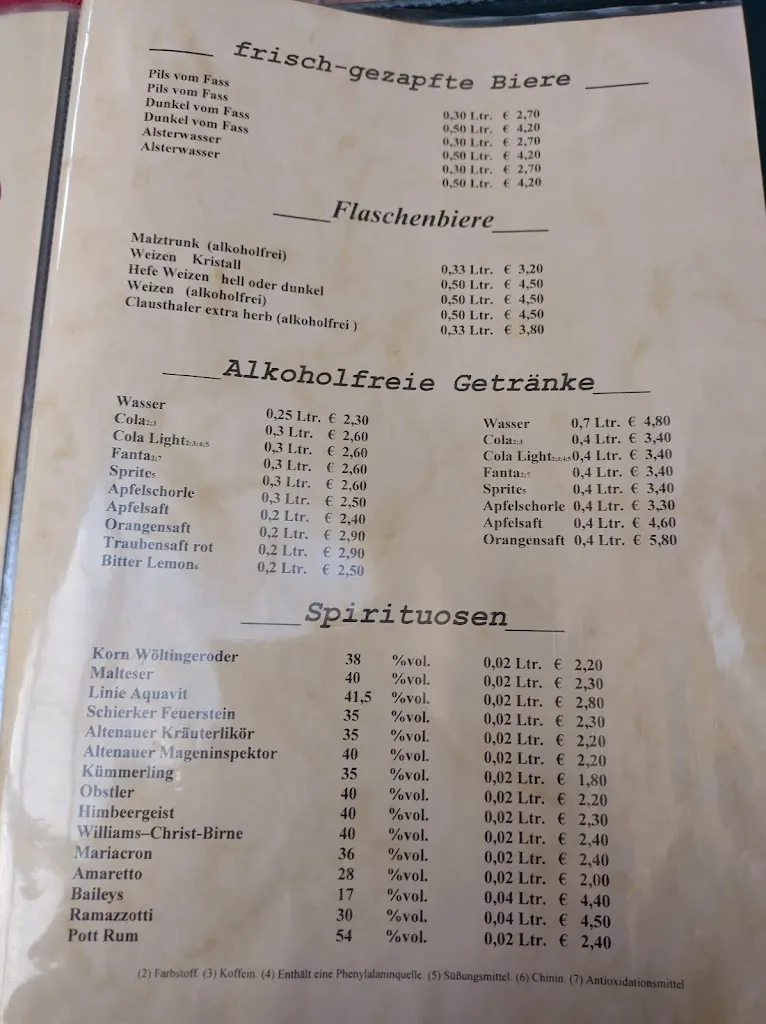 frisch-gezapfte Biere
Pils vom Fass 0,30 Ltr. € 2,70
Pils vom Fass 0,50 Ltr. € 4,20
Dunkel vom Fass 0,30 Ltr. € 2,70
Dunkel vom Fass 0,50 Ltr. € 4,20
Alsterwasser 0,30 Ltr. € 2,70
Alsterwasser 0,50 Ltr. € 4,20
Flaschenbiere
Malztrunk (alkoholfrei) 0,33 Ltr. € 3,20
Weizen Kristall 0,50 Ltr. € 4,50
Hefe Weizen hell oder dunkel 0,50 Ltr. € 4,50
Weizen (alkoholfrei) 0,50 Ltr. € 4,50
Clausthaler extra herb (alkoholfrei ) 0,33 Ltr. € 3,80
Alkoholfreie Getränke
Wasser 0,25 Ltr. € 2,30 Wasser 0,7 Ltr. € 4,80
Cola2;3 0,3 Ltr. € 2,60 Cola2;3 0,4 Ltr. € 3,40
Cola Light2;3;4;5 0,3 Ltr. € 2,60 Cola Light2;3;4;5 0,4 Ltr. € 3,40
Fanta2;7 0,3 Ltr. € 2,60 Fanta2;7 0,4 Ltr. € 3,40
Sprite5 0,3 Ltr. € 2,60 Sprite5 0,4 Ltr. € 3,40
Apfelschorle 0,3 Ltr. € 2,50 Apfelschorle 0,4 Ltr. € 3,30
Apfelsaft 0,2 Ltr. € 2,40 Apfelsaft 0,4 Ltr. € 4,60
Orangensaft 0,2 Ltr. € 2,90 Orangensaft 0,4 Ltr. € 5,80
Traubensaft rot 0,2 Ltr. € 2,90
Bitter Lemon6 0,2 Ltr. € 2,50
Spirituosen
Korn Wöltingeroder 38 %vol. 0,02 Ltr. € 2,20
Malteser 40 %vol. 0,02 Ltr. € 2,30
Linie Aquavit 41,5 %vol. 0,02 Ltr. € 2,80
Schierker Feuerstein 35 %vol. 0,02 Ltr. € 2,30
Altenauer Kräuterlikör 35 %vol. 0,02 Ltr. € 2,20
Altenauer Mageninspektor 40 %vol. 0,02 Ltr. € 2,20
Kümmerling 35 %vol. 0,02 Ltr. € 1,80
Obstler 40 %vol. 0,02 Ltr. € 2,20
Himbeergeist 40 %vol. 0,02 Ltr. € 2,30
Williams–Christ-Birne 40 %vol. 0,02 Ltr. € 2,40
Mariacron 36 %vol. 0,02 Ltr. € 2,40
Amaretto 28 %vol. 0,02 Ltr. € 2,00
Baileys 17 %vol. 0,04 Ltr. € 4,40
Ramazzotti 30 %vol. 0,04 Ltr. € 4,50
Pott Rum 54 %vol. 0,02 Ltr. € 2,40
(2) Farbstoff. (3) Koffein. (4) Enthält eine Phenylalaninquelle. (5) Süßungsmittel. (6) Chinin. (7) Antioxidationsmittel